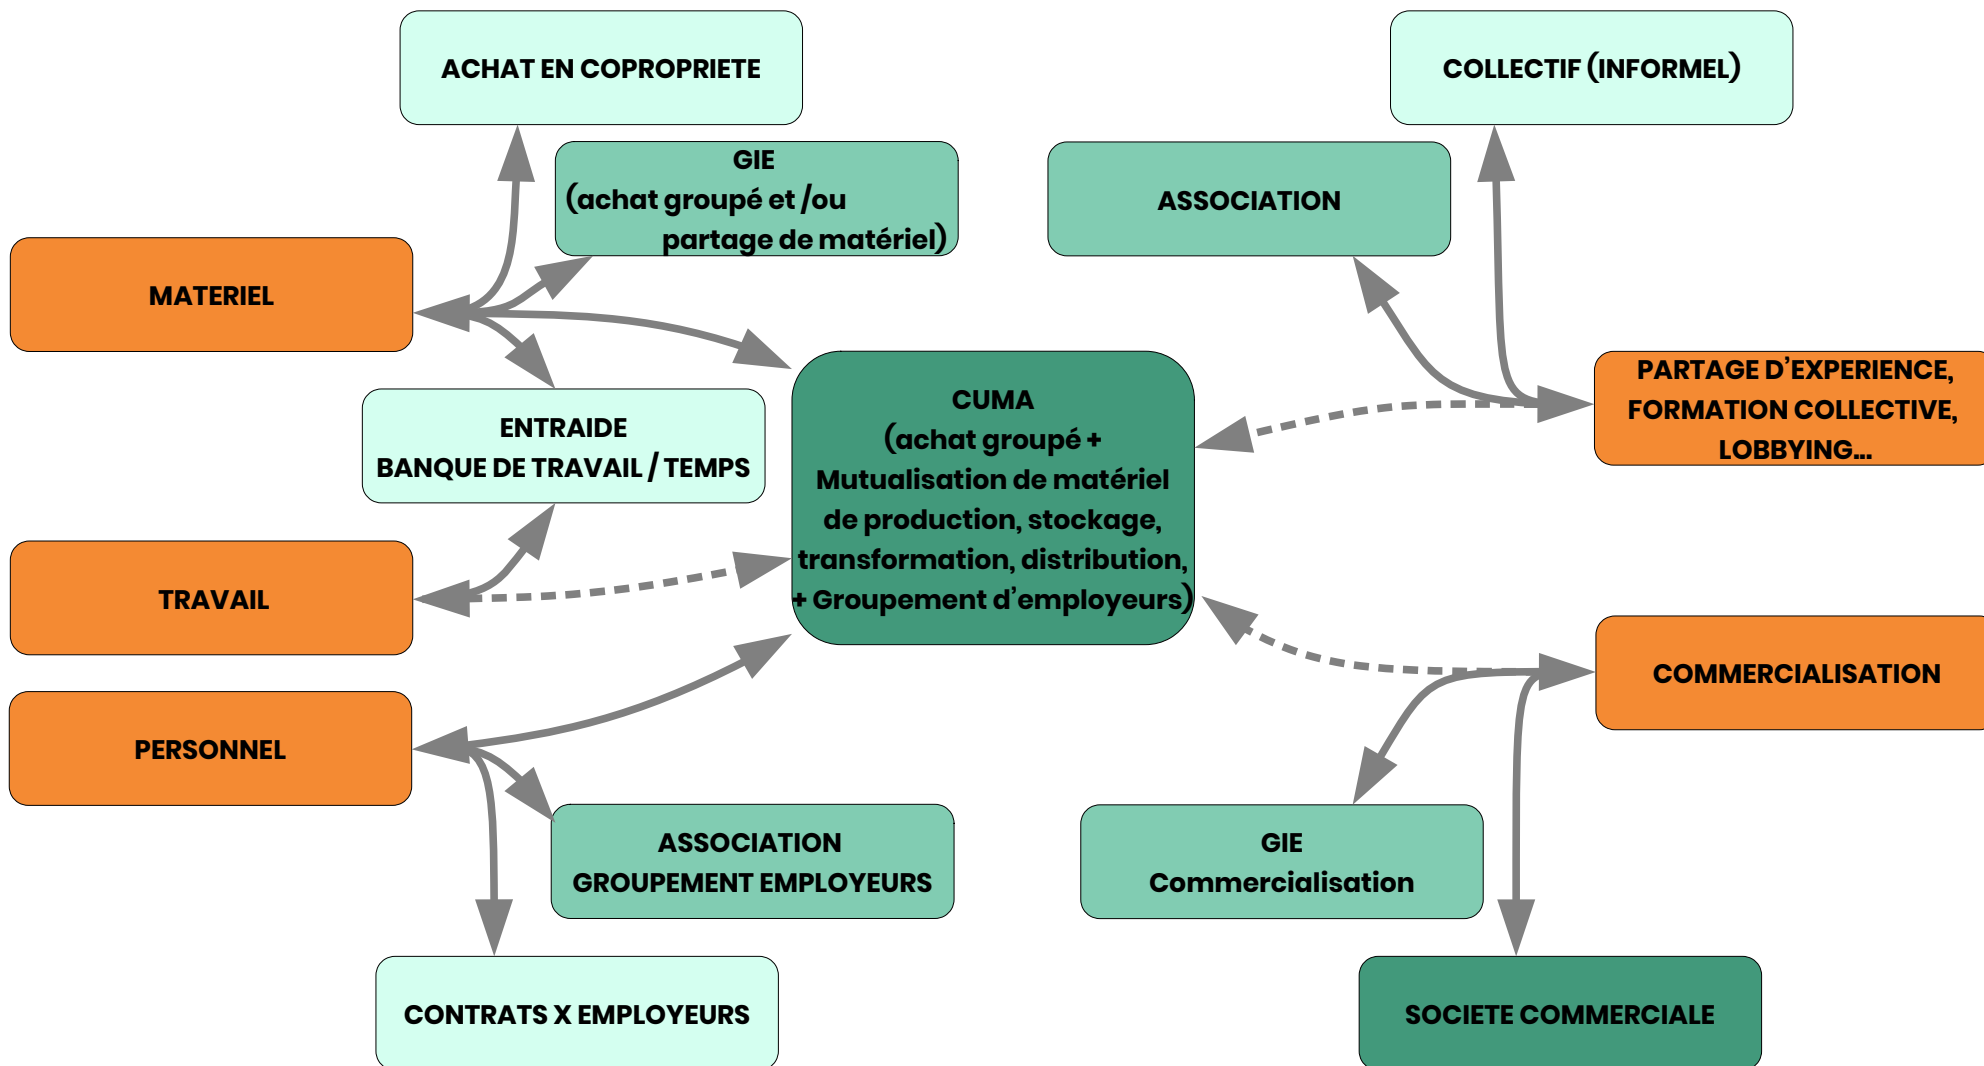 ACHAT EN COPROPRIETE
COLLECTIF (INFORMEL)
GIE
(achat groupé et /ou
partage de matériel)
ASSOCIATION
MATERIEL
PARTAGE D’EXPERIENCE,
FORMATION COLLECTIVE,
LOBBYING...
ENTRAIDE
BANQUE DE TRAVAIL / TEMPS
CUMA
(achat groupé +
Mutualisation de matériel
de production, stockage,
transformation, distribution,
+ Groupement d’employeurs)
TRAVAIL
COMMERCIALISATION
PERSONNEL
ASSOCIATION
GROUPEMENT EMPLOYEURS
GIE
Commercialisation
CONTRATS X EMPLOYEURS
SOCIETE COMMERCIALE